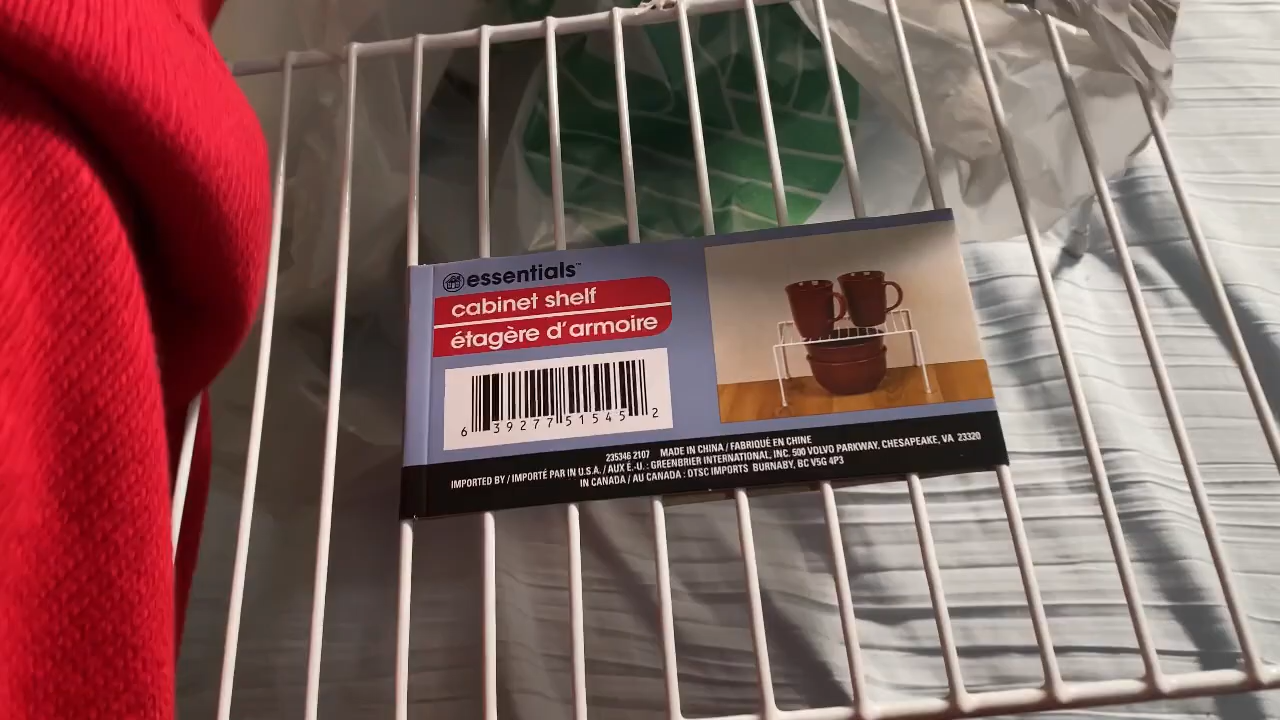 essentials™
cabinet shelf
étagère d'armoire
6 39277 51545 2
235346 2107 MADE IN CHINA / FABRIQUÉ EN CHINE
IMPORTED BY / IMPORTÉ PAR IN U.S.A. / AUX É.-U. : GREENBRIER INTERNATIONAL, INC. 500 VOLVO PARKWAY, CHESAPEAKE, VA 23320
IN CANADA / AU CANADA : DTSC IMPORTS BURNABY, BC V5G 4P3